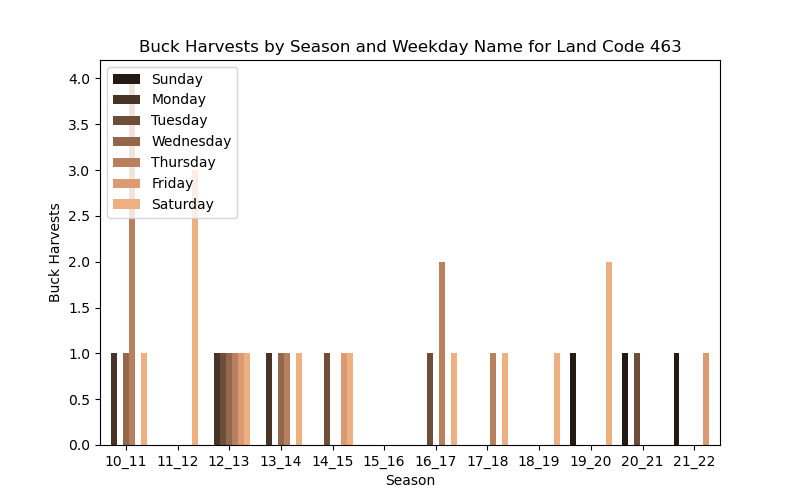 Buck Harvests by Season and Weekday Name for Land Code 463
Sunday
Monday
Tuesday
Wednesday
Thursday
Friday
Saturday
4.0
3.5
3.0
2.5
2.0
1.5
1.0
0.5
0.0
Buck Harvests
10_11 11_12 12_13 13_14 14_15 15_16 16_17 17_18 18_19 19_20 20_21 21_22
Season